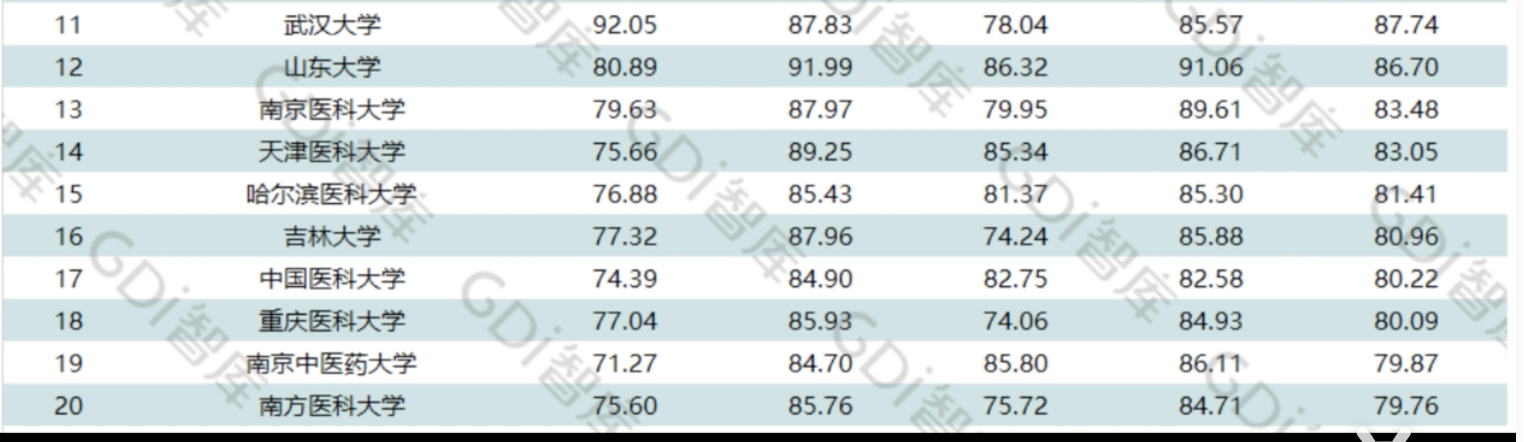 11 武汉大学 92.05 87.83 78.04 85.57 87.74
12 山东大学 80.89 91.99 86.32 91.06 86.70
13 南京医科大学 79.63 87.97 79.95 89.61 83.48
14 天津医科大学 75.66 89.25 85.34 86.71 83.05
15 哈尔滨医科大学 76.88 85.43 81.37 85.30 81.41
16 吉林大学 77.32 87.96 74.24 85.88 80.96
17 中国医科大学 74.39 84.90 82.75 82.58 80.22
18 重庆医科大学 77.04 85.93 74.06 84.93 80.09
19 南京中医药大学 71.27 84.70 85.80 86.11 79.87
20 南方医科大学 75.60 85.76 75.72 84.71 79.76
GDi智库